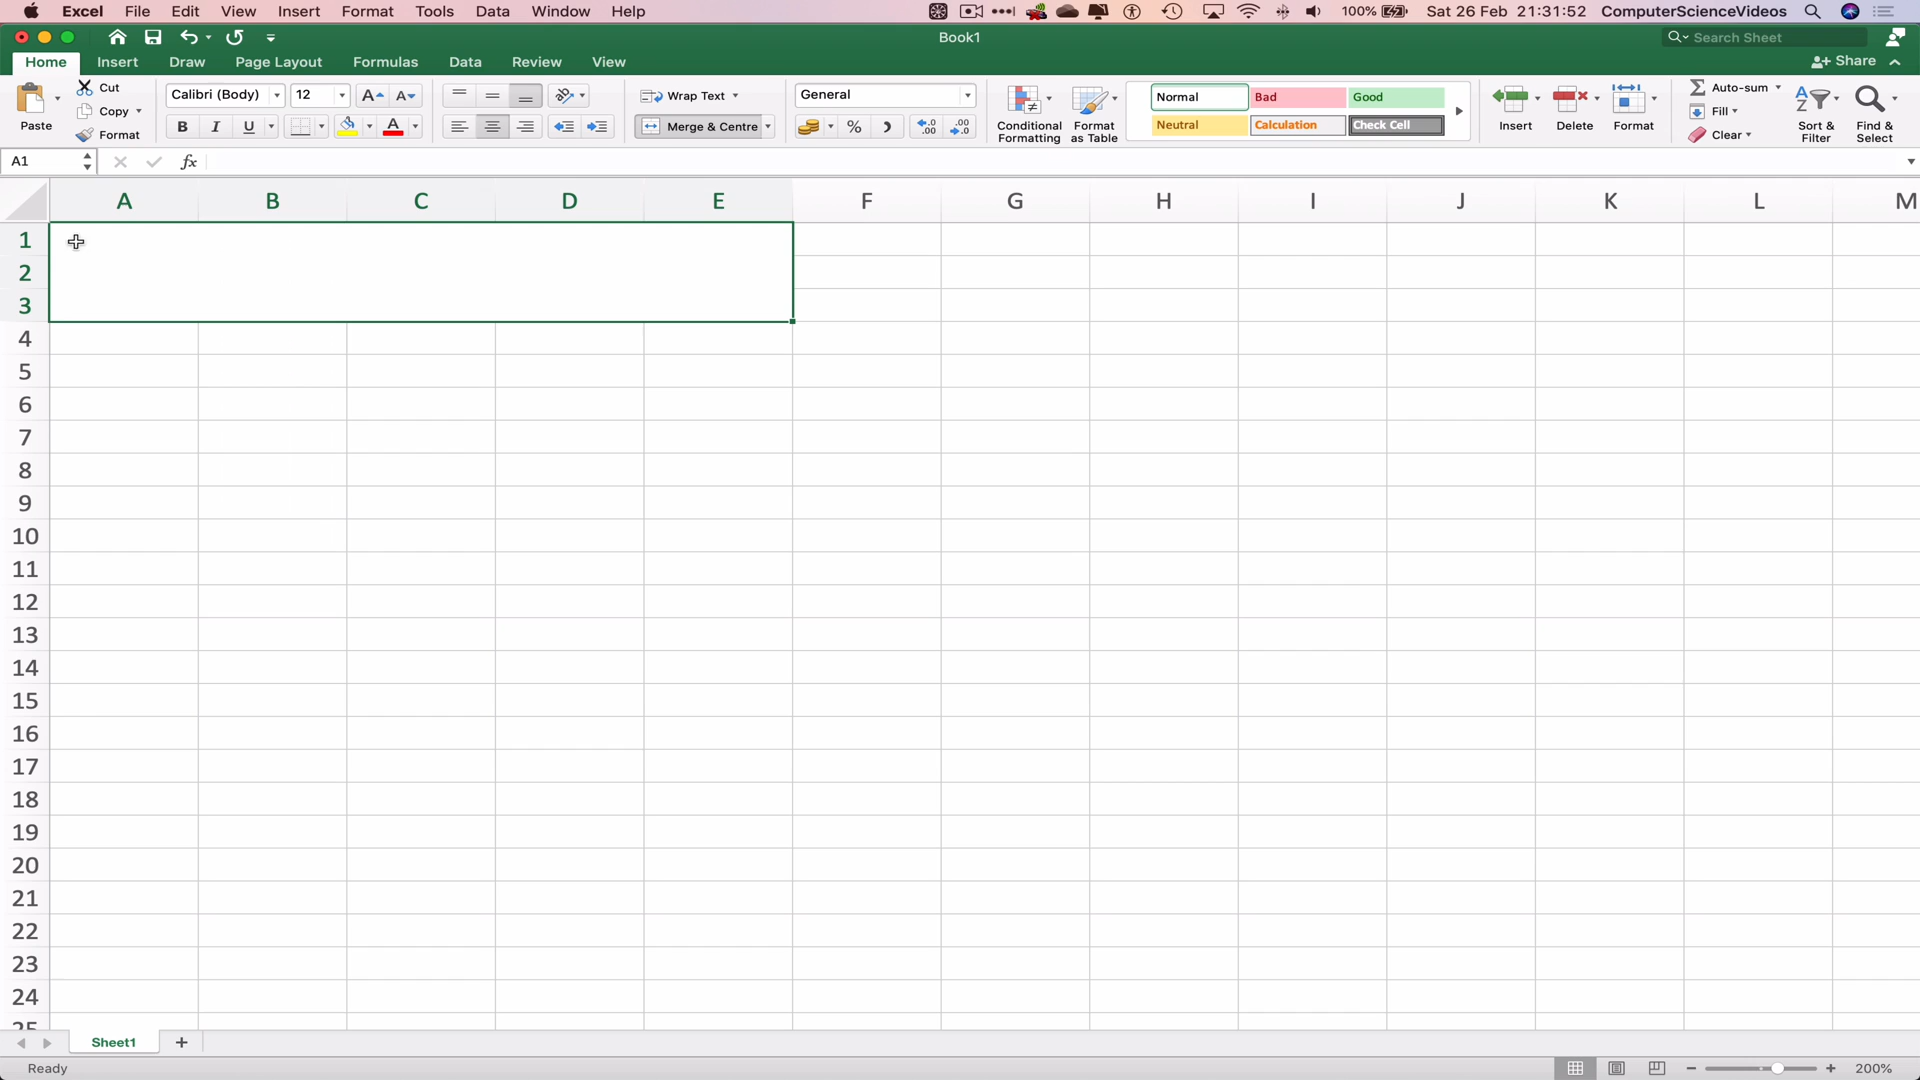 Excel File Edit View Insert Format Tools Data Window Help 100% Sat 26 Feb 21:31:52 ComputerScienceVideos
Book1 Search Sheet
Home Insert Draw Page Layout Formulas Data Review View Share
Paste Cut Copy Format
Calibri (Body) 12
B I U A
Wrap Text
Merge & Centre
General
%
Conditional Formatting
Format as Table
Normal Bad Good
Neutral Calculation Check Cell
Insert Delete Format
Auto-sum
Fill
Clear
Sort & Filter
Find & Select
A1 fx
A B C D E F G H I J K L M
1
2
3
4
5
6
7
8
9
10
11
12
13
14
15
16
17
18
19
20
21
22
23
24
25
Sheet1 +
Ready 200%